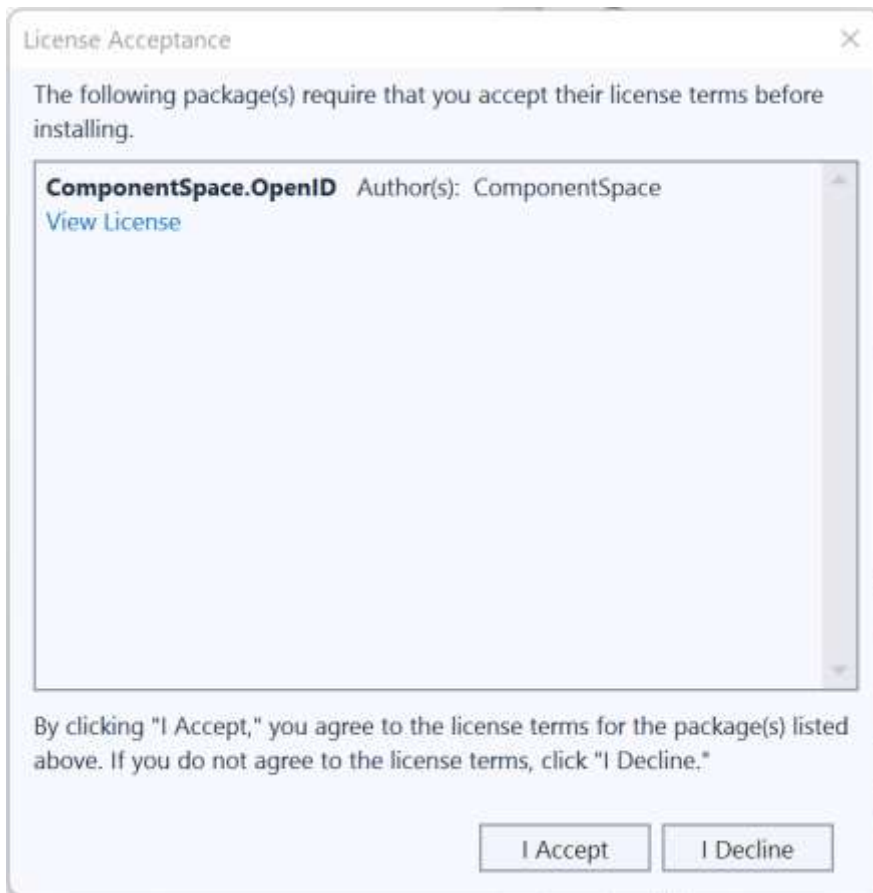 License Acceptance
The following package(s) require that you accept their license terms before
installing.
ComponentSpace.OpenID Author(s): ComponentSpace
View License
By clicking "I Accept," you agree to the license terms for the package(s) listed
above. If you do not agree to the license terms, click "I Decline."
I Accept I Decline